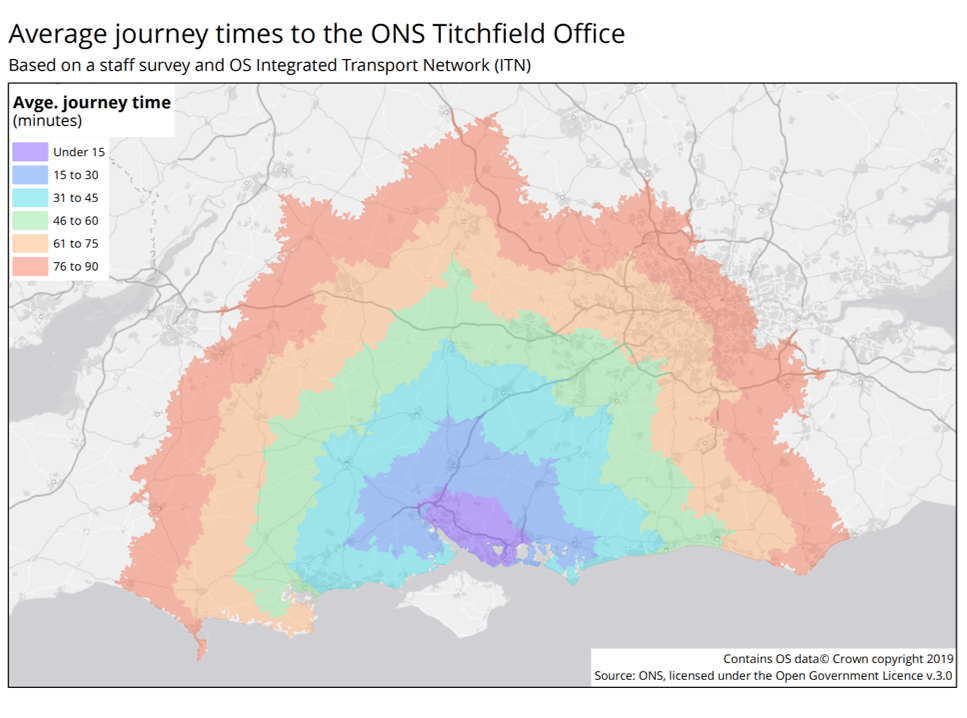 Average journey times to the ONS Titchfield Office
Based on a staff survey and OS Integrated Transport Network (ITN)
Avge. journey time
(minutes)
Under 15
15 to 30
31 to 45
46 to 60
61 to 75
76 to 90
Contains OS data© Crown copyright 2019
Source: ONS, licensed under the Open Government Licence v.3.0